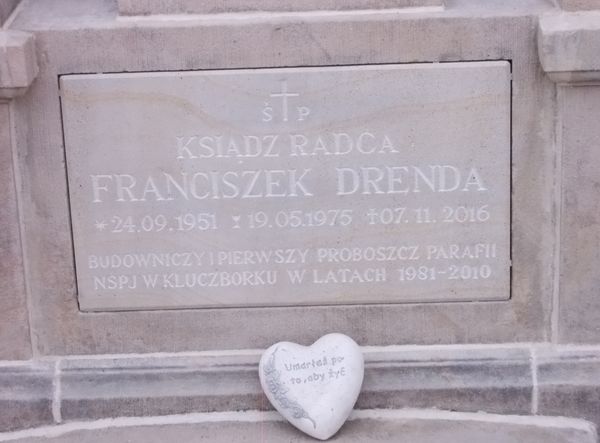 Ś P
KSIĄDZ RADCA
FRANCISZEK DRENDA
*24.09.1951 19.05.1975 †07.11.2016
BUDOWNICZY I PIERWSZY PROBOSZCZ PARAFII
NSPJ W KLUCZBORKU W LATACH 1981-2010
Umarłeś po-
to, aby żyć